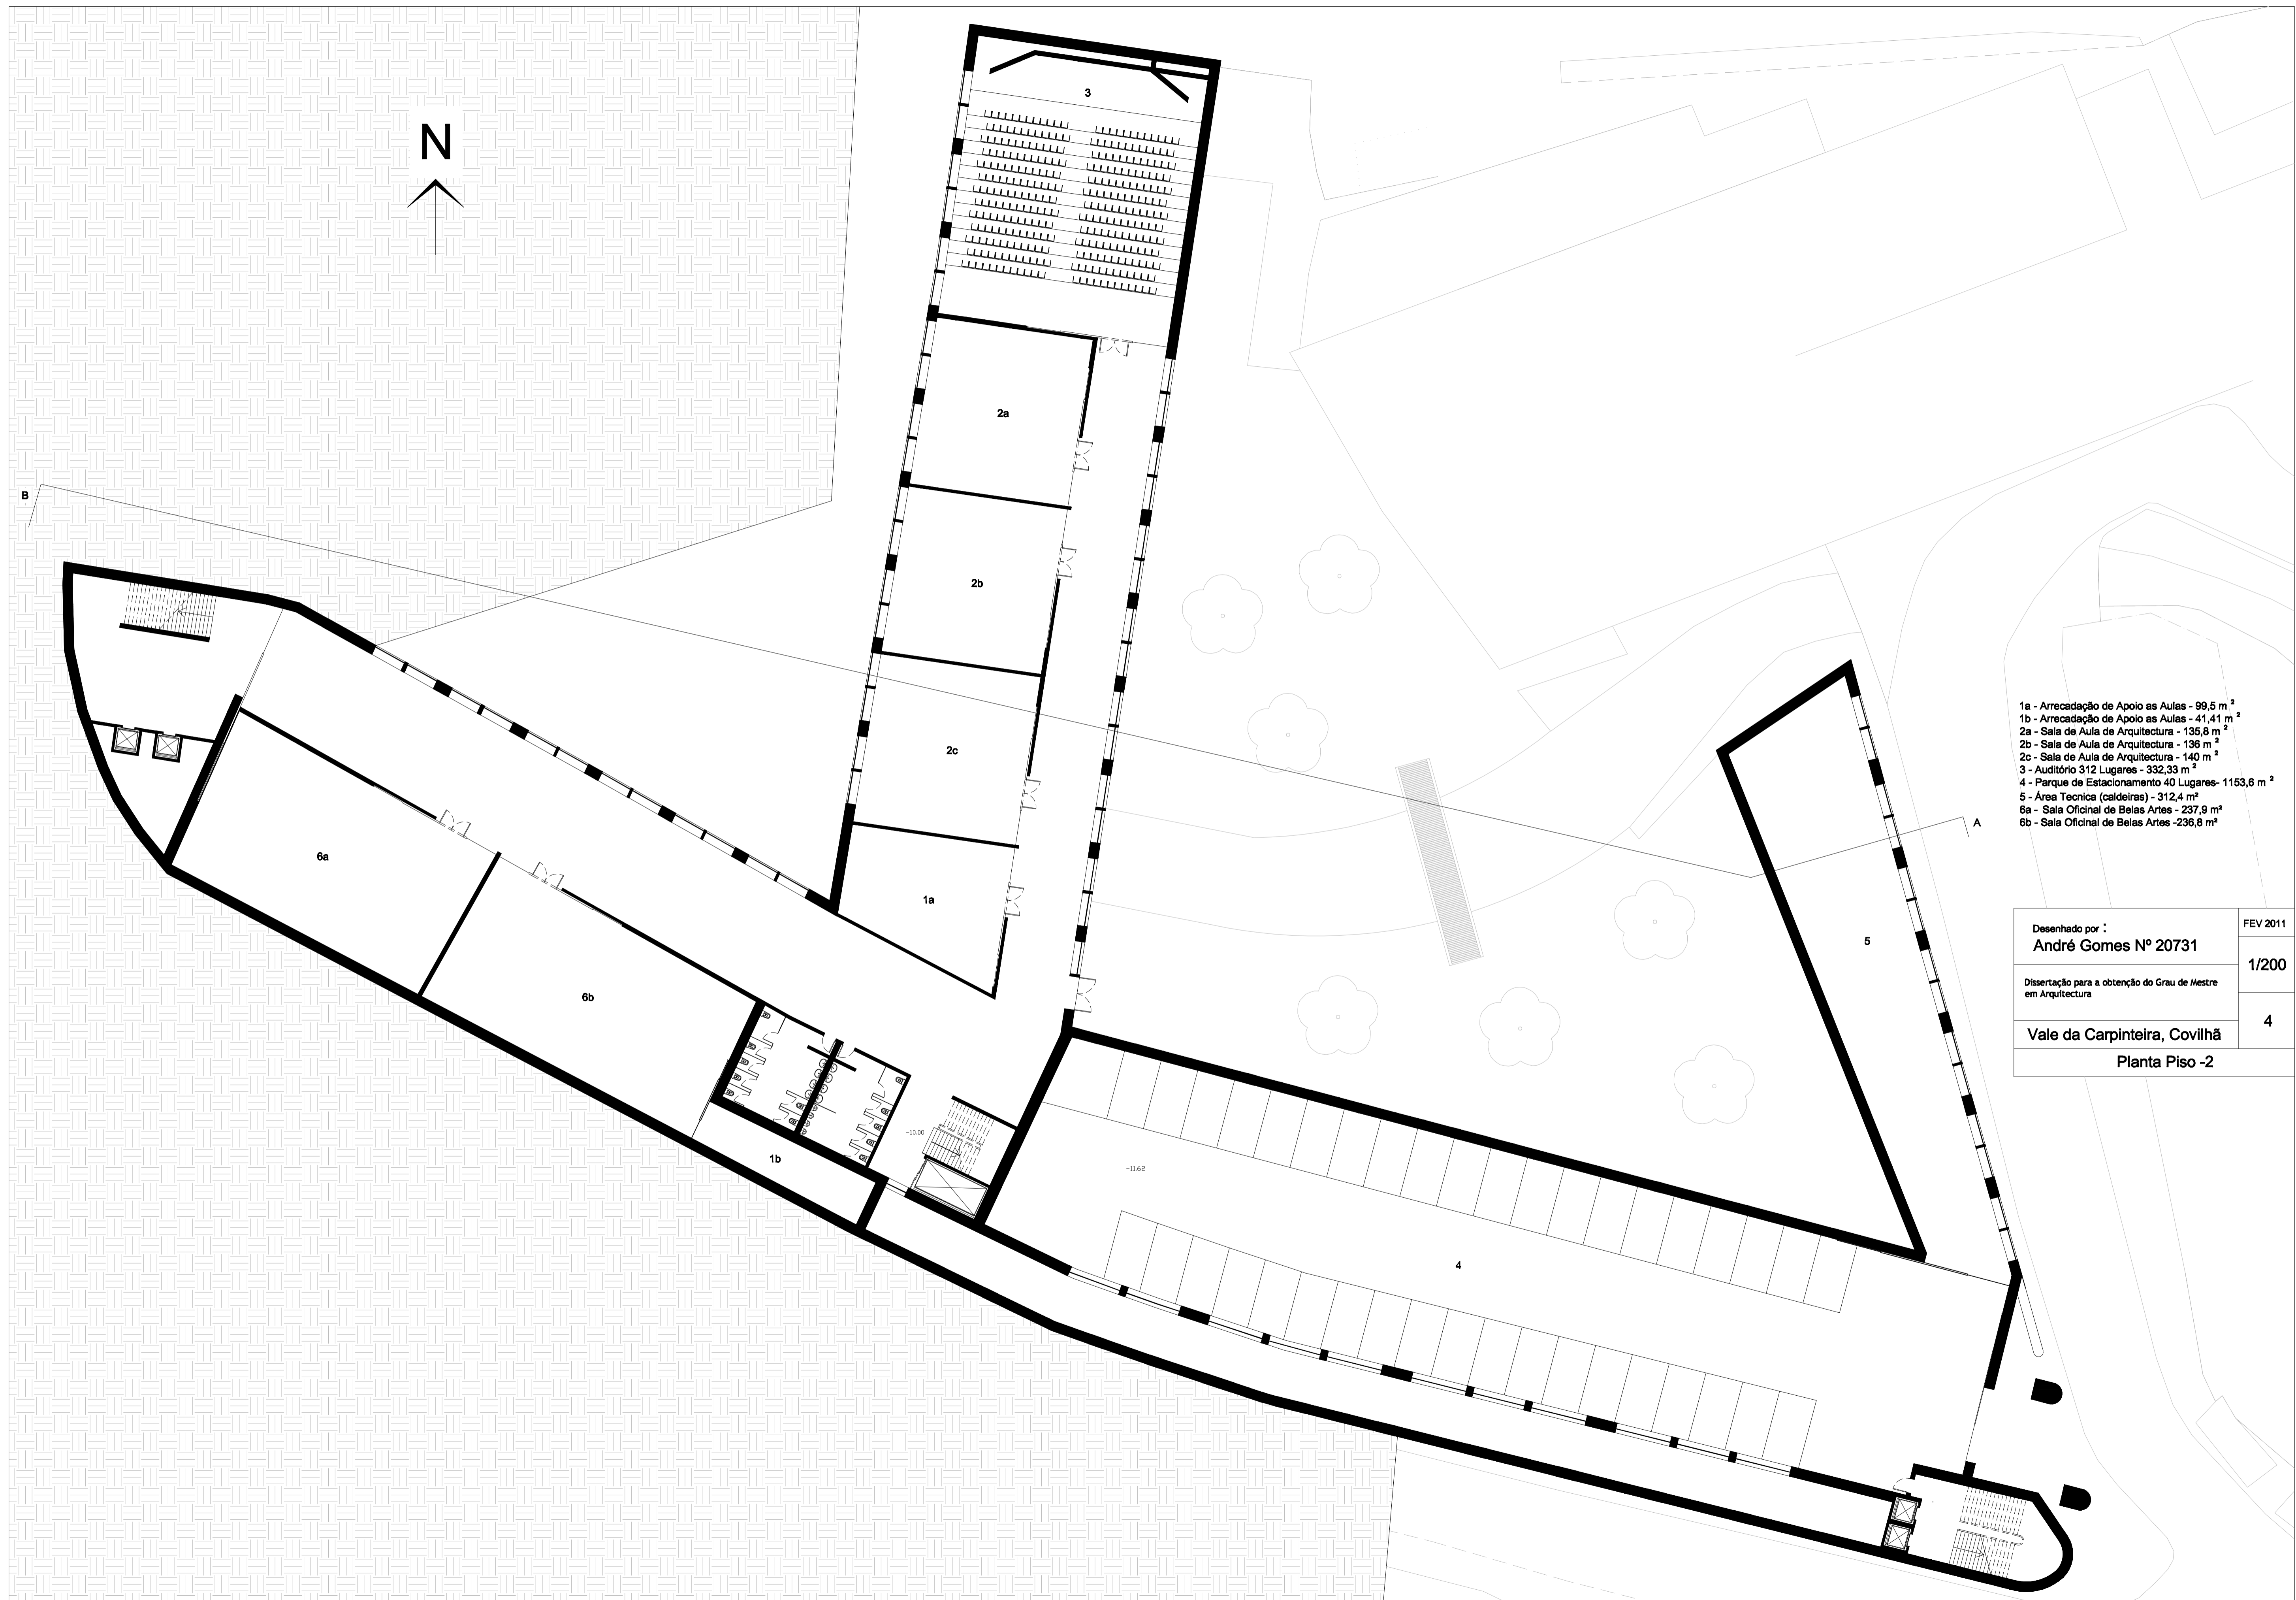 N
3
2a
B
2b
1a - Arrecadação de Apoio as Aulas - 99,5 m ²
1b - Arrecadação de Apoio as Aulas - 41,41 m ²
2a - Sala de Aula de Arquitectura - 135,8 m ²
2b - Sala de Aula de Arquitectura - 136 m ²
2c - Sala de Aula de Arquitectura - 140 m ²
3 - Auditório 312 Lugares - 332,33 m ²
4 - Parque de Estacionamento 40 Lugares- 1153,6 m ²
5 - Área Tecnica (caldeiras) - 312,4 m²
6a - Sala Oficinal de Belas Artes - 237,9 m²
6b - Sala Oficinal de Belas Artes -236,8 m²
2c
A
6a
1a
5
Desenhado por :
André Gomes Nº 20731
FEV 2011
1/200
Dissertação para a obtenção do Grau de Mestre
em Arquitectura
6b
4
Vale da Carpinteira, Covilhã
Planta Piso -2
-10.00
1b
-11.62
4